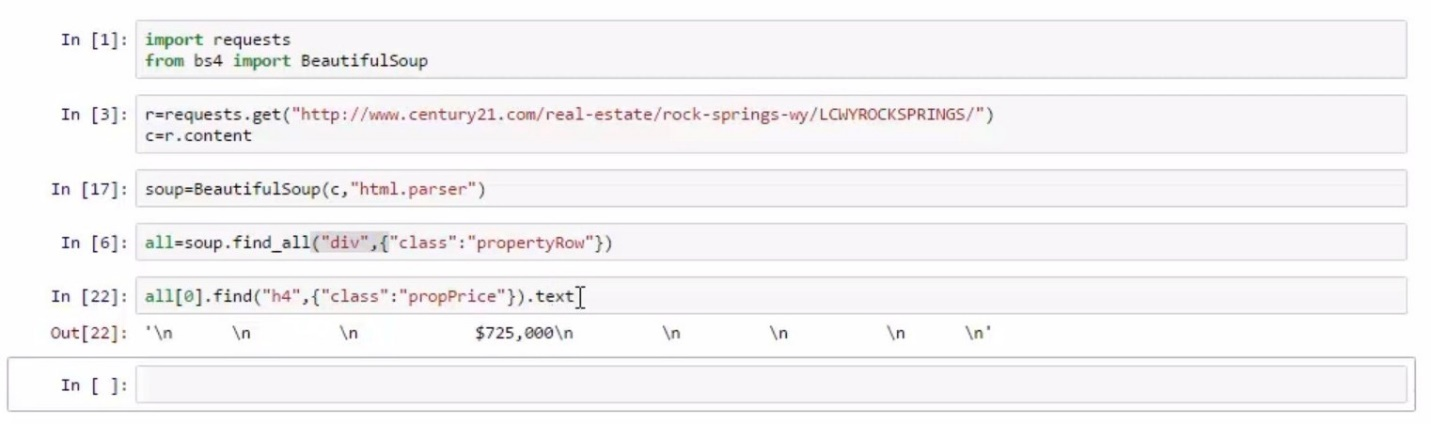 In [1]: import requests
from bs4 import BeautifulSoup
In [3]: r=requests.get("http://www.century21.com/real-estate/rock-springs-wy/LCWYROCKSPRINGS/")
c=r.content
In [17]: soup=BeautifulSoup(c,"html.parser")
In [6]: all=soup.find_all("div",{"class":"propertyRow"})
In [22]: all[0].find("h4",{"class":"propPrice"}).text
Out[22]: '\n \n \n $725,000\n \n \n \n \n'
In [ ]: